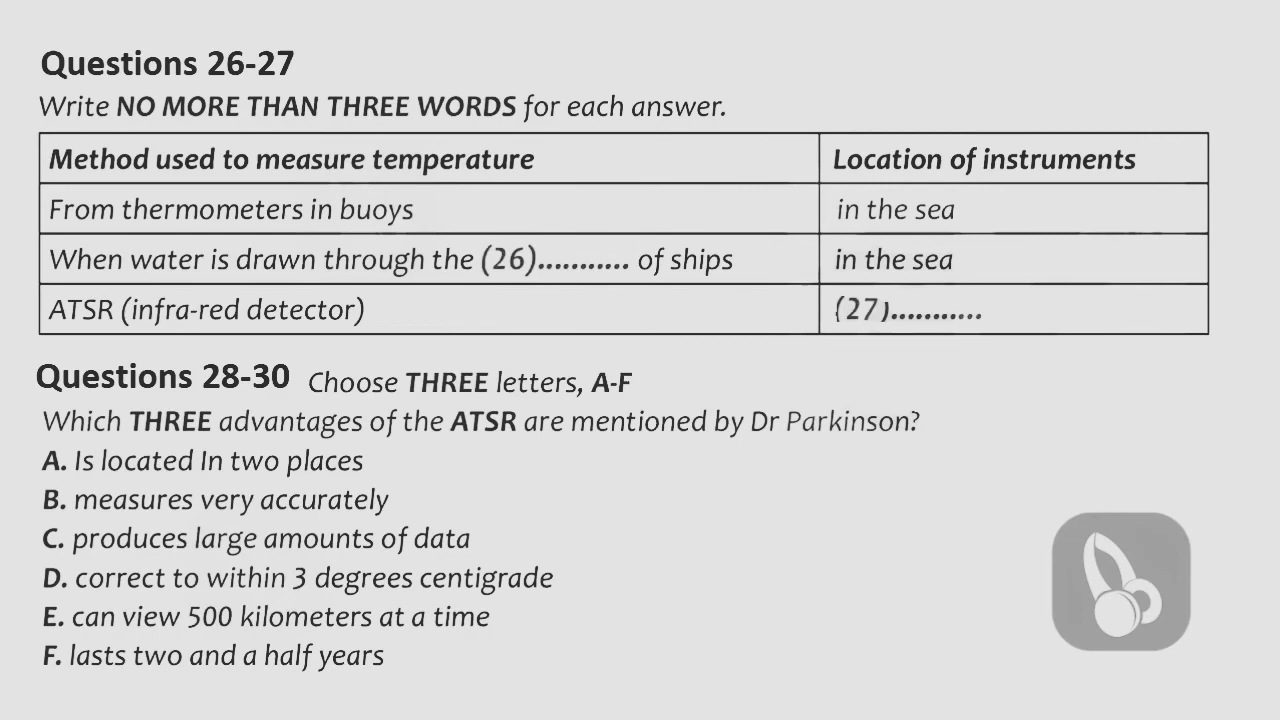 Questions 26-27
Write NO MORE THAN THREE WORDS for each answer.
Method used to measure temperature Location of instruments
From thermometers in buoys in the sea
When water is drawn through the (26)........... of ships in the sea
ATSR (infra-red detector) (27)...........
Questions 28-30 Choose THREE letters, A-F
Which THREE advantages of the ATSR are mentioned by Dr Parkinson?
A. Is located In two places
B. measures very accurately
C. produces large amounts of data
D. correct to within 3 degrees centigrade
E. can view 500 kilometers at a time
F. lasts two and a half years